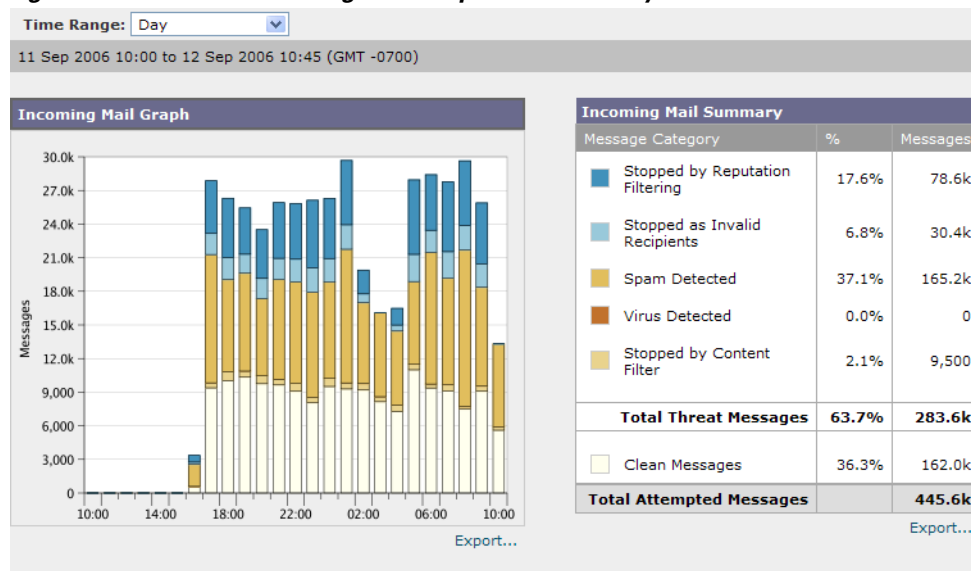 Time Range: Day
11 Sep 2006 10:00 to 12 Sep 2006 10:45 (GMT -0700)
Incoming Mail Graph
30.0k
27.0k
24.0k
21.0k
18.0k
15.0k
12.0k
9,000
6,000
3,000
0
Messages
10:00 14:00 18:00 22:00 02:00 06:00 10:00
Export...
Incoming Mail Summary
Message Category % Messages
Stopped by Reputation
Filtering 17.6% 78.6k
Stopped as Invalid
Recipients 6.8% 30.4k
Spam Detected 37.1% 165.2k
Virus Detected 0.0% 0
Stopped by Content
Filter 2.1% 9,500
Total Threat Messages 63.7% 283.6k
Clean Messages 36.3% 162.0k
Total Attempted Messages 445.6k
Export...